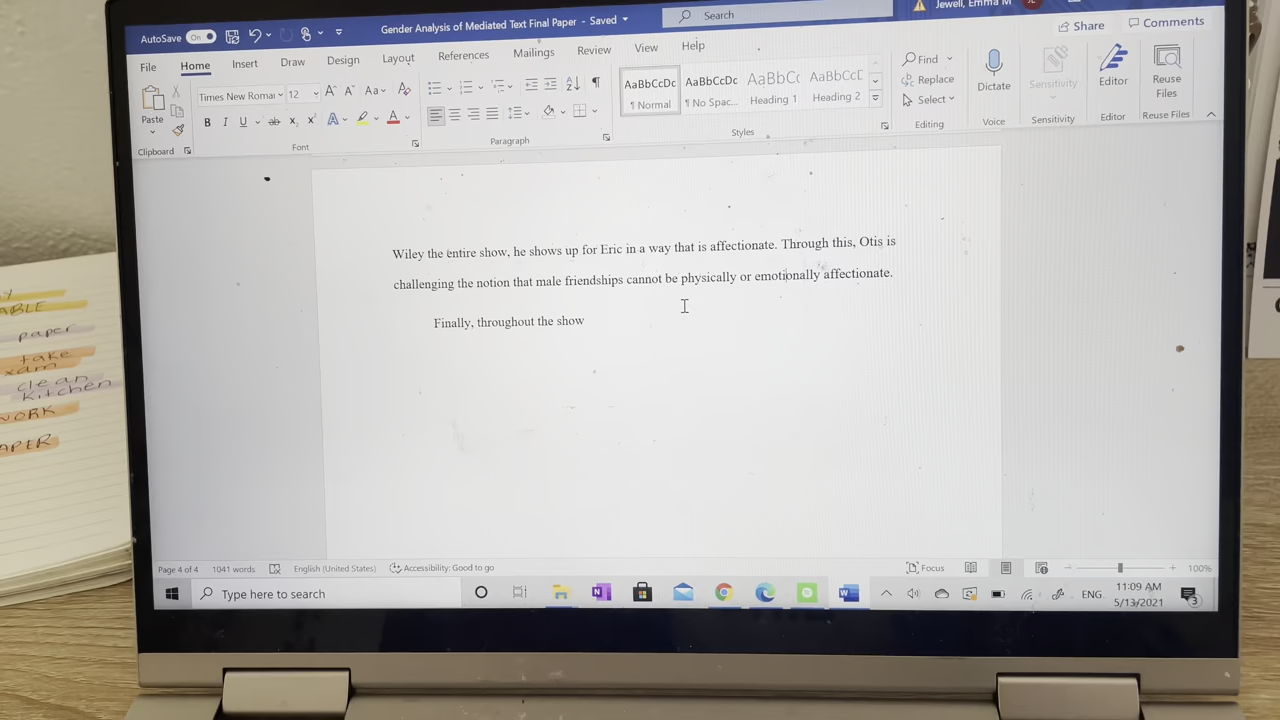 AutoSave On Gender Analysis of Mediated Text Final Paper - Saved Search Jewell, Emma M
Share Comments
File Home Insert Draw Design Layout References Mailings Review View Help
Paste
Clipboard
Times New Roma 12
Font
Paragraph
AaBbCcDc AaBbCcDc AaBbCc AaBbCcD
¶ Normal ¶ No Spac... Heading 1 Heading 2
Styles
Find
Replace
Select
Editing
Dictate
Voice
Sensitivity
Sensitivity
Editor
Editor
Reuse Files
Reuse Files
Wiley the entire show, he shows up for Eric in a way that is affectionate. Through this, Otis is
challenging the notion that male friendships cannot be physically or emotionally affectionate.
Finally, throughout the show
paper
take
clean
kitchen
Page 4 of 4 1041 words English (United States) Accessibility: Good to go Focus 100%
Type here to search ENG 11:09 AM
5/13/2021 3